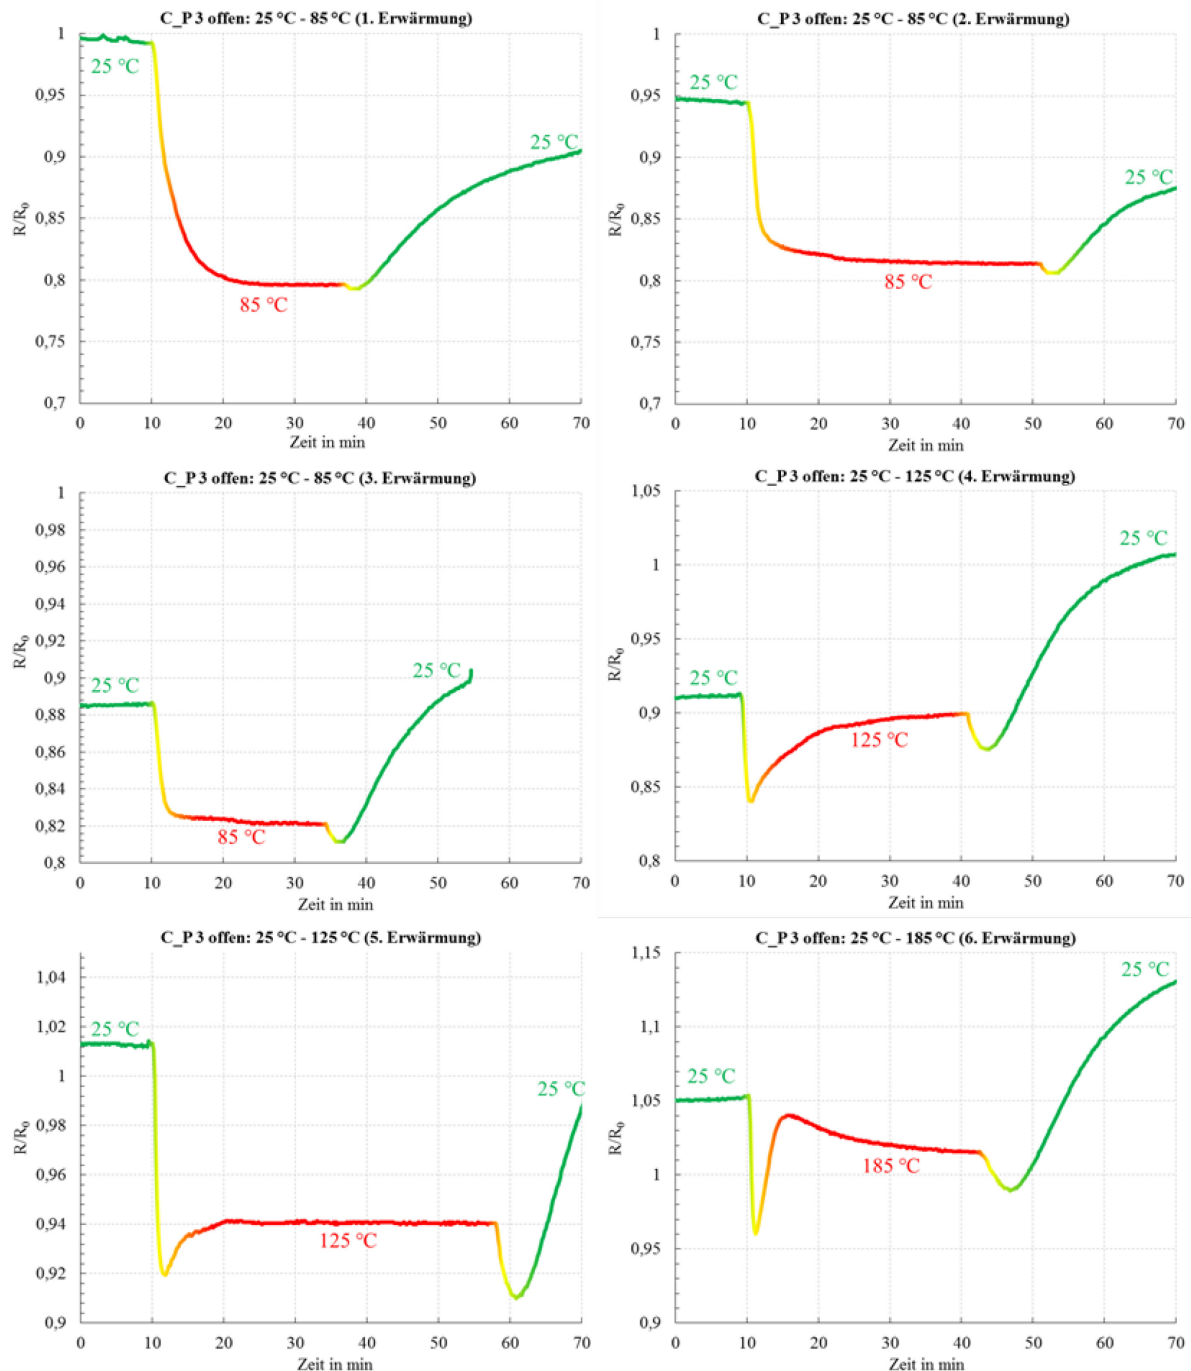 C_P 3 offen: 25 °C - 85 °C (1. Erwärmung)
1
0,95
0,9
0,85
0,8
0,75
0,7
R/R₀
25 °C
85 °C
25 °C
0 10 20 30 40 50 60 70
Zeit in min
C_P 3 offen: 25 °C - 85 °C (2. Erwärmung)
1
0,95
0,9
0,85
0,8
0,75
0,7
R/R₀
25 °C
85 °C
25 °C
0 10 20 30 40 50 60 70
Zeit in min
C_P 3 offen: 25 °C - 85 °C (3. Erwärmung)
1
0,98
0,96
0,94
0,92
0,9
0,88
0,86
0,84
0,82
0,8
R/R₀
25 °C
85 °C
25 °C
0 10 20 30 40 50 60 70
Zeit in min
C_P 3 offen: 25 °C - 125 °C (4. Erwärmung)
1,05
1
0,95
0,9
0,85
0,8
R/R₀
25 °C
125 °C
25 °C
0 10 20 30 40 50 60 70
Zeit in min
C_P 3 offen: 25 °C - 125 °C (5. Erwärmung)
1,04
1,02
1
0,98
0,96
0,94
0,92
0,9
R/R₀
25 °C
125 °C
25 °C
0 10 20 30 40 50 60 70
Zeit in min
C_P 3 offen: 25 °C - 185 °C (6. Erwärmung)
1,15
1,1
1,05
1
0,95
0,9
R/R₀
25 °C
185 °C
25 °C
0 10 20 30 40 50 60 70
Zeit in min